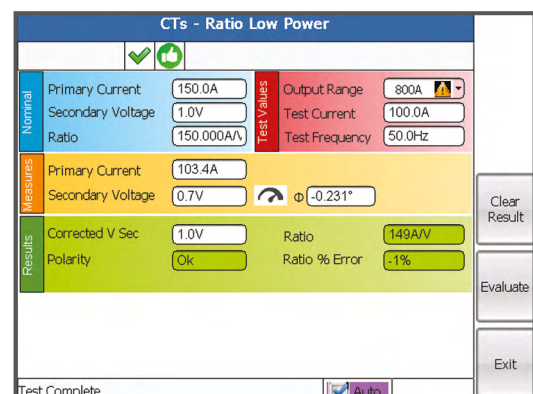 CTs - Ratio Low Power
Nominal
Primary Current 150.0A
Secondary Voltage 1.0V
Ratio 150.000A/V
Test Values
Output Range 800A
Test Current 100.0A
Test Frequency 50.0Hz
Measures
Primary Current 103.4A
Secondary Voltage 0.7V Φ -0.231°
Results
Corrected V Sec 1.0V
Polarity Ok
Ratio 149A/V
Ratio % Error -1%
Clear
Result
Evaluate
Exit
Test Complete
Auto